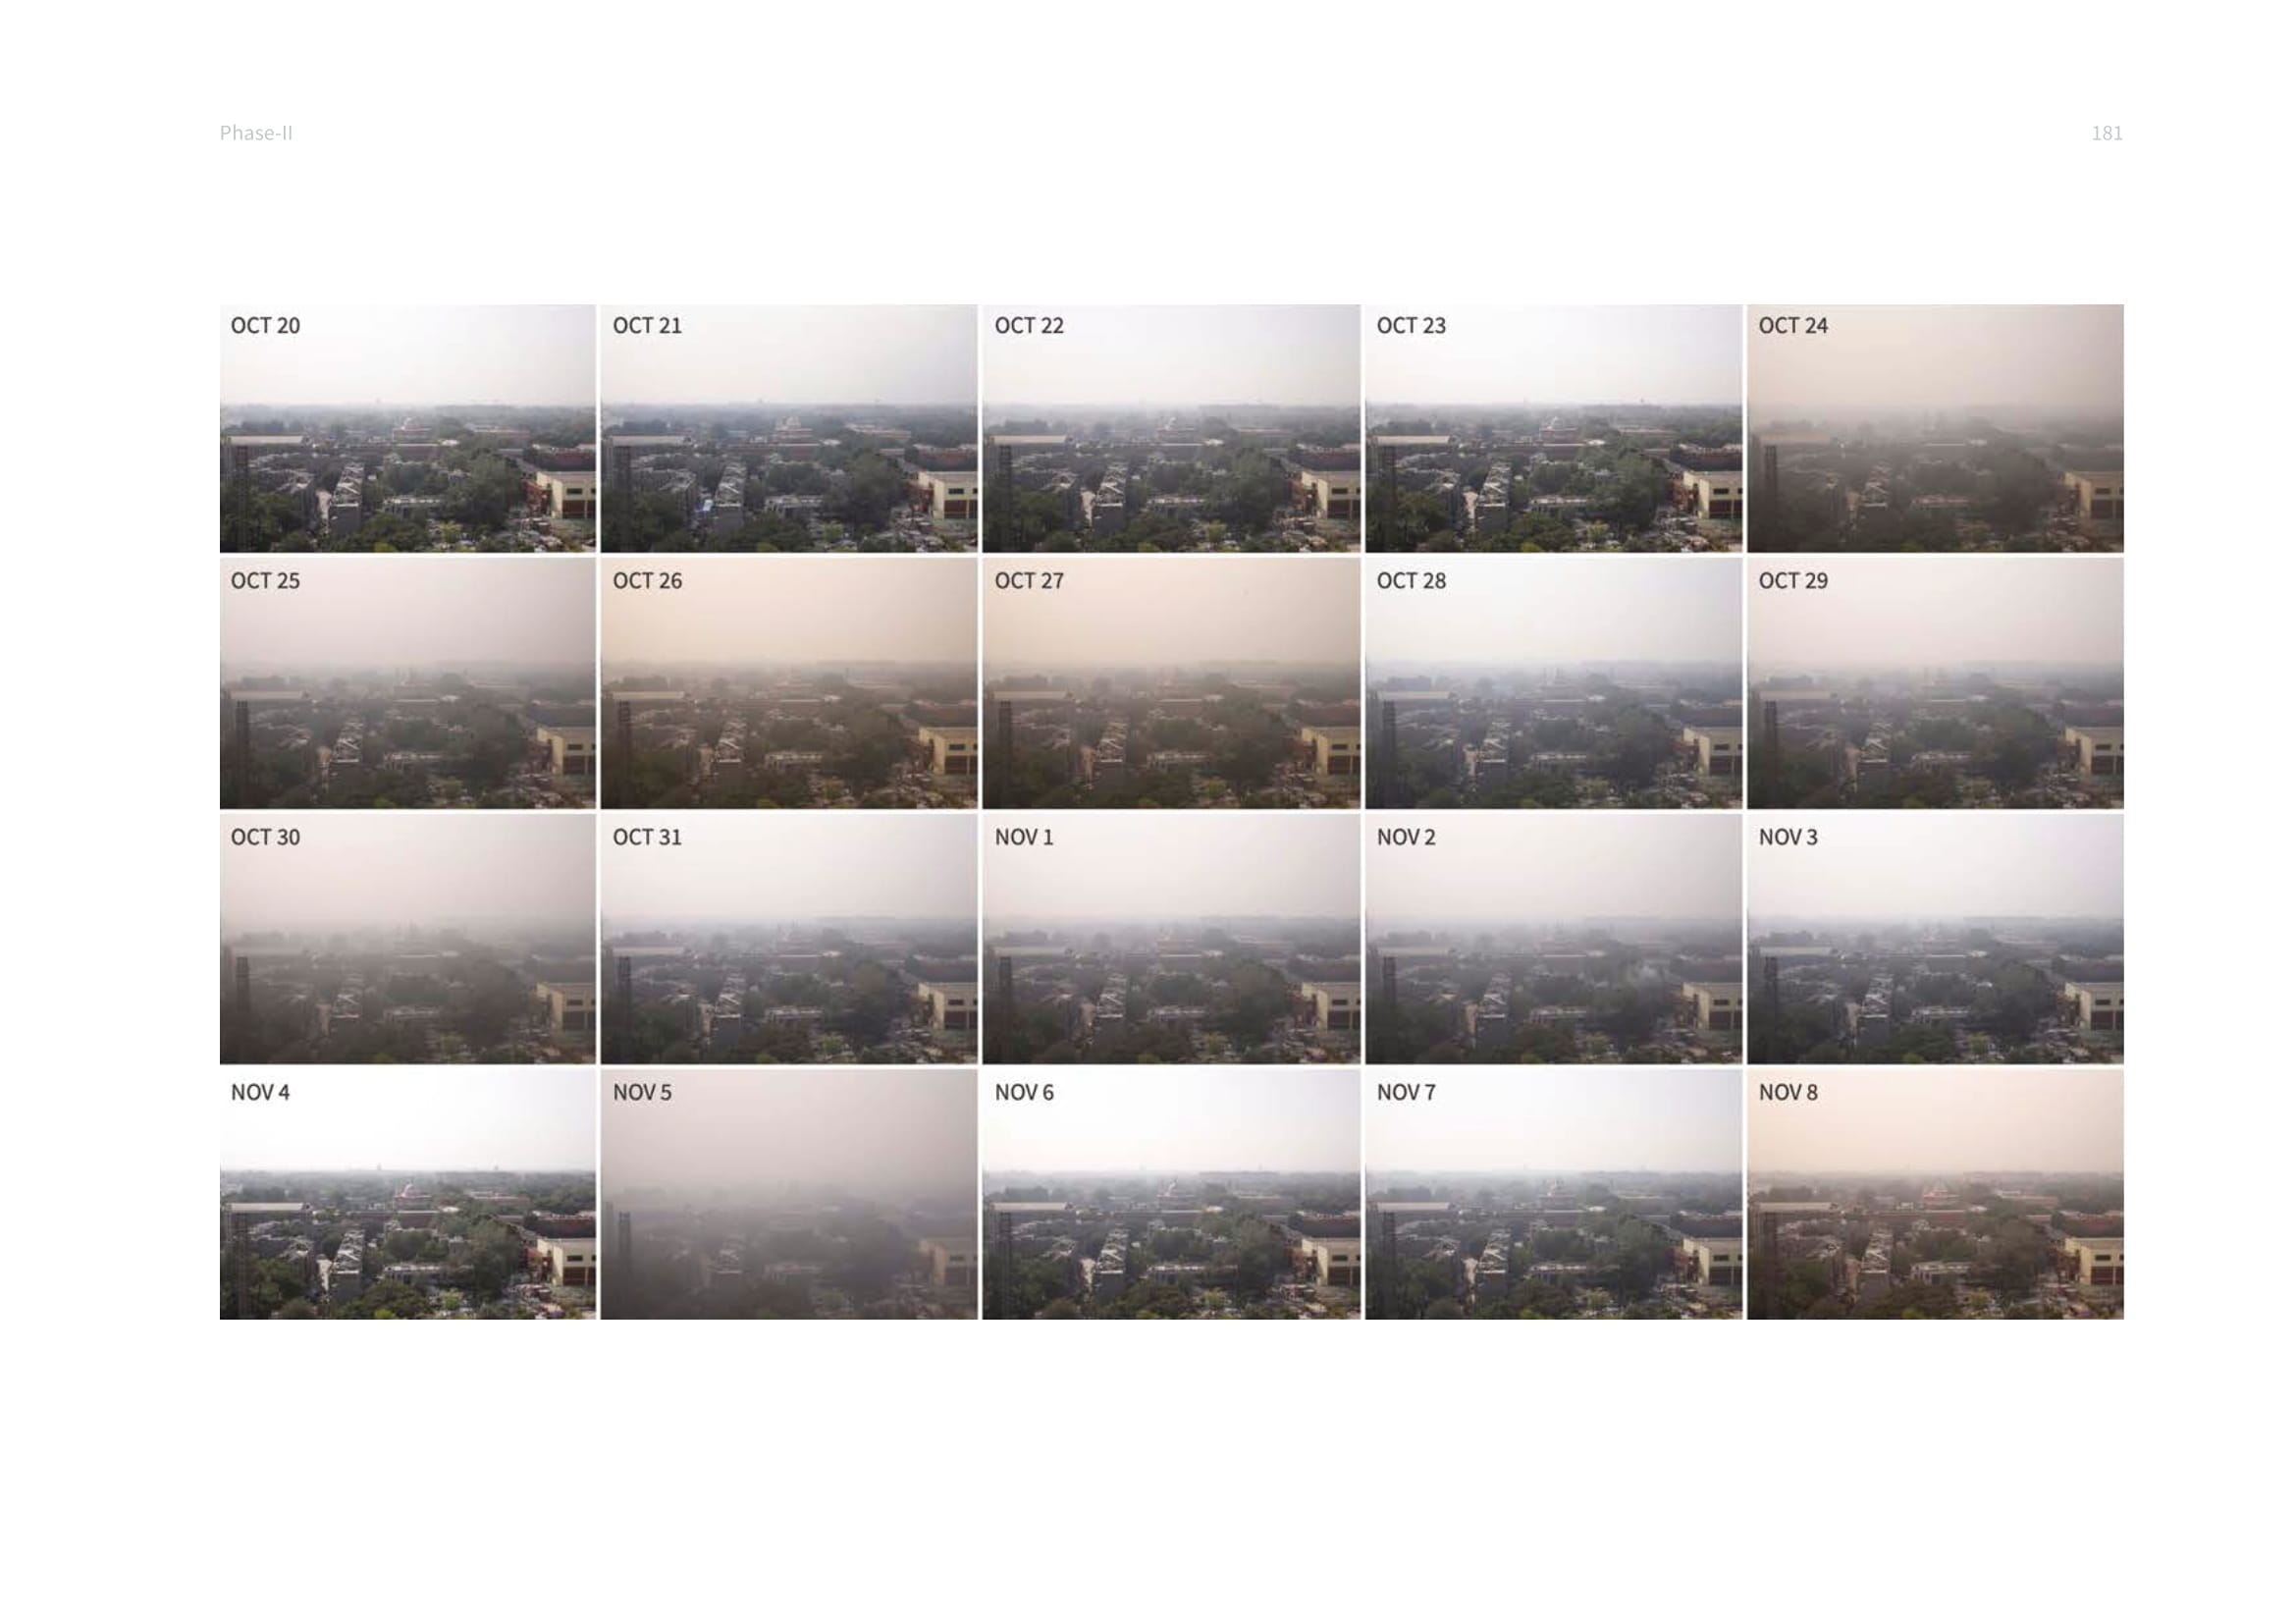 Phase-II 181
OCT 20 OCT 21 OCT 22 OCT 23 OCT 24
OCT 25 OCT 26 OCT 27 OCT 28 OCT 29
OCT 30 OCT 31 NOV 1 NOV 2 NOV 3
NOV 4 NOV 5 NOV 6 NOV 7 NOV 8